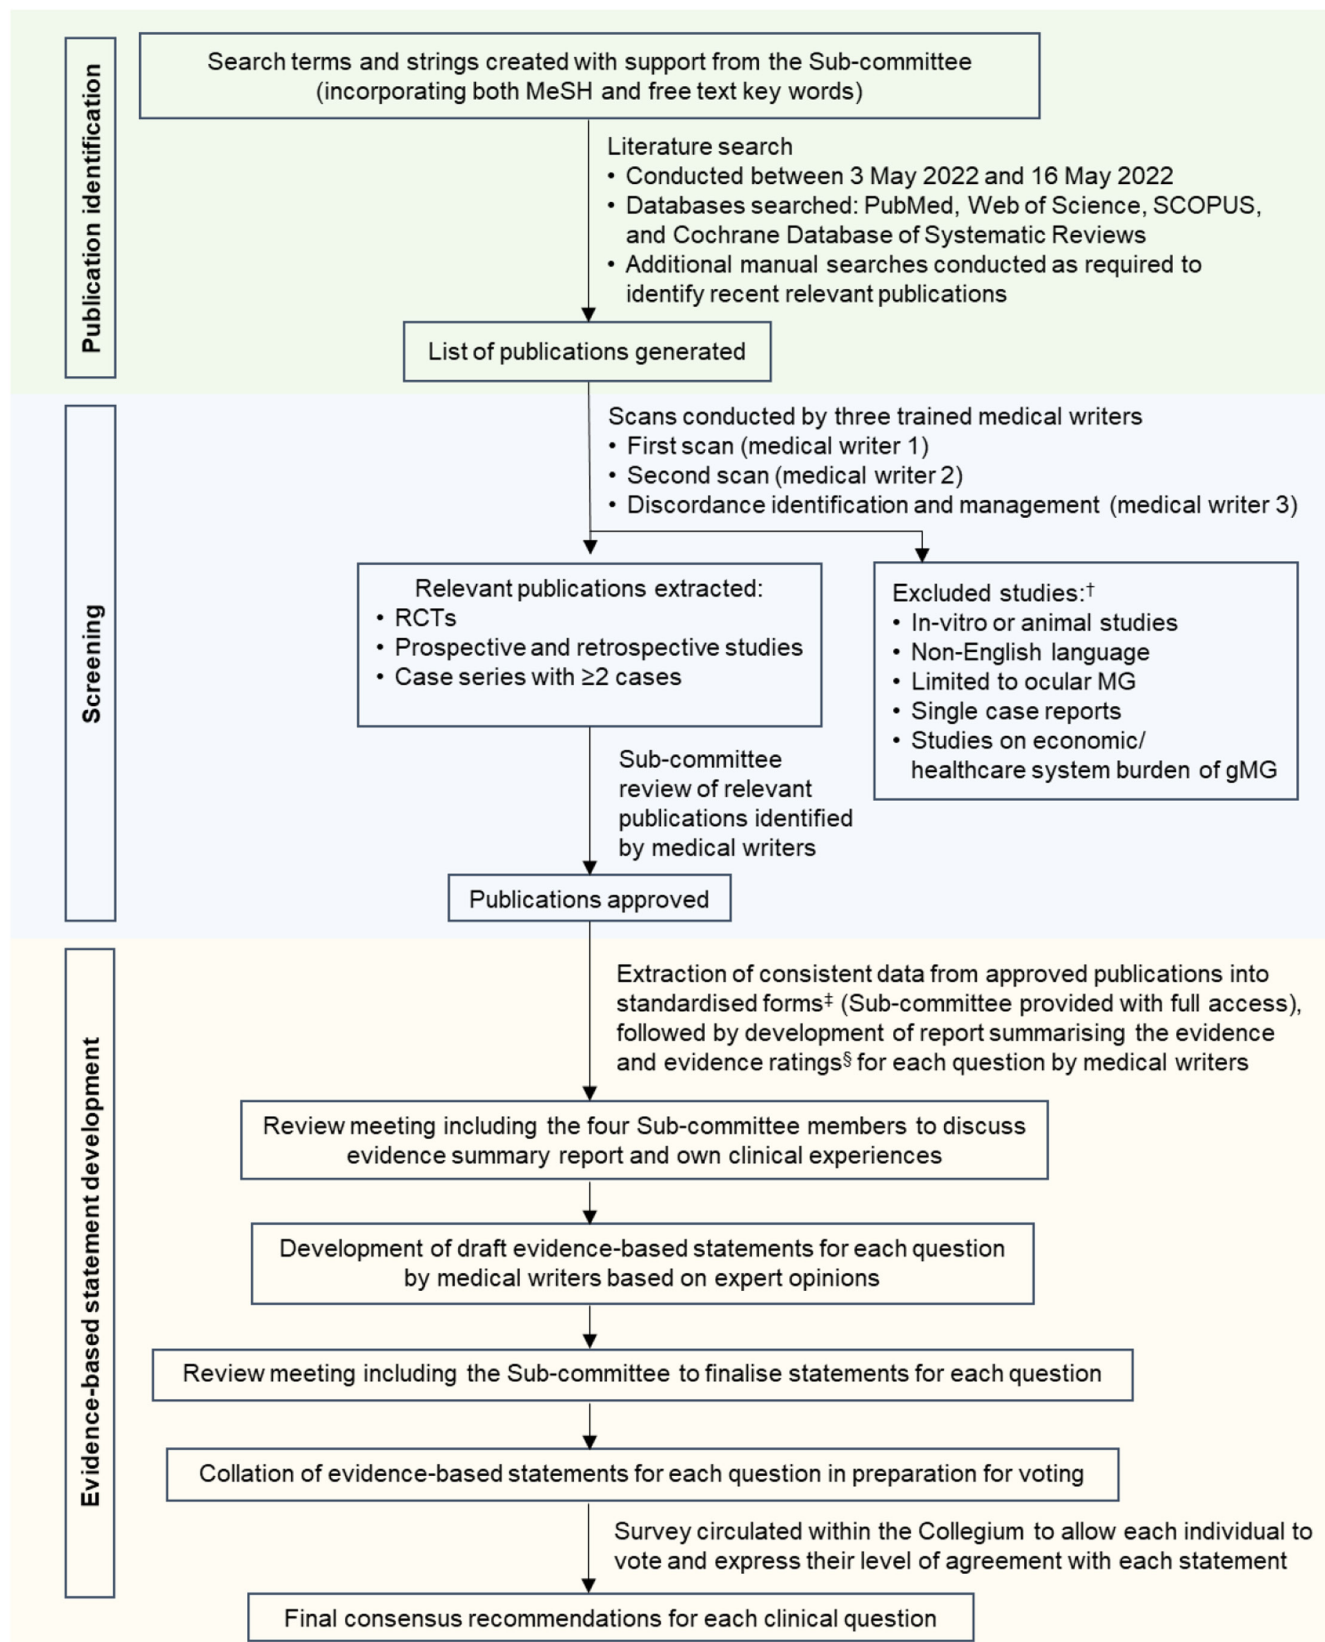 Publication identification
Search terms and strings created with support from the Sub-committee
(incorporating both MeSH and free text key words)
Literature search
• Conducted between 3 May 2022 and 16 May 2022
• Databases searched: PubMed, Web of Science, SCOPUS,
and Cochrane Database of Systematic Reviews
• Additional manual searches conducted as required to
identify recent relevant publications
List of publications generated
Screening
Scans conducted by three trained medical writers
• First scan (medical writer 1)
• Second scan (medical writer 2)
• Discordance identification and management (medical writer 3)
Relevant publications extracted:
• RCTs
• Prospective and retrospective studies
• Case series with ≥2 cases
Excluded studies:†
• In-vitro or animal studies
• Non-English language
• Limited to ocular MG
• Single case reports
• Studies on economic/
healthcare system burden of gMG
Sub-committee
review of relevant
publications identified
by medical writers
Publications approved
Evidence-based statement development
Extraction of consistent data from approved publications into
standardised forms‡ (Sub-committee provided with full access),
followed by development of report summarising the evidence
and evidence ratings§ for each question by medical writers
Review meeting including the four Sub-committee members to discuss
evidence summary report and own clinical experiences
Development of draft evidence-based statements for each question
by medical writers based on expert opinions
Review meeting including the Sub-committee to finalise statements for each question
Collation of evidence-based statements for each question in preparation for voting
Survey circulated within the Collegium to allow each individual to
vote and express their level of agreement with each statement
Final consensus recommendations for each clinical question